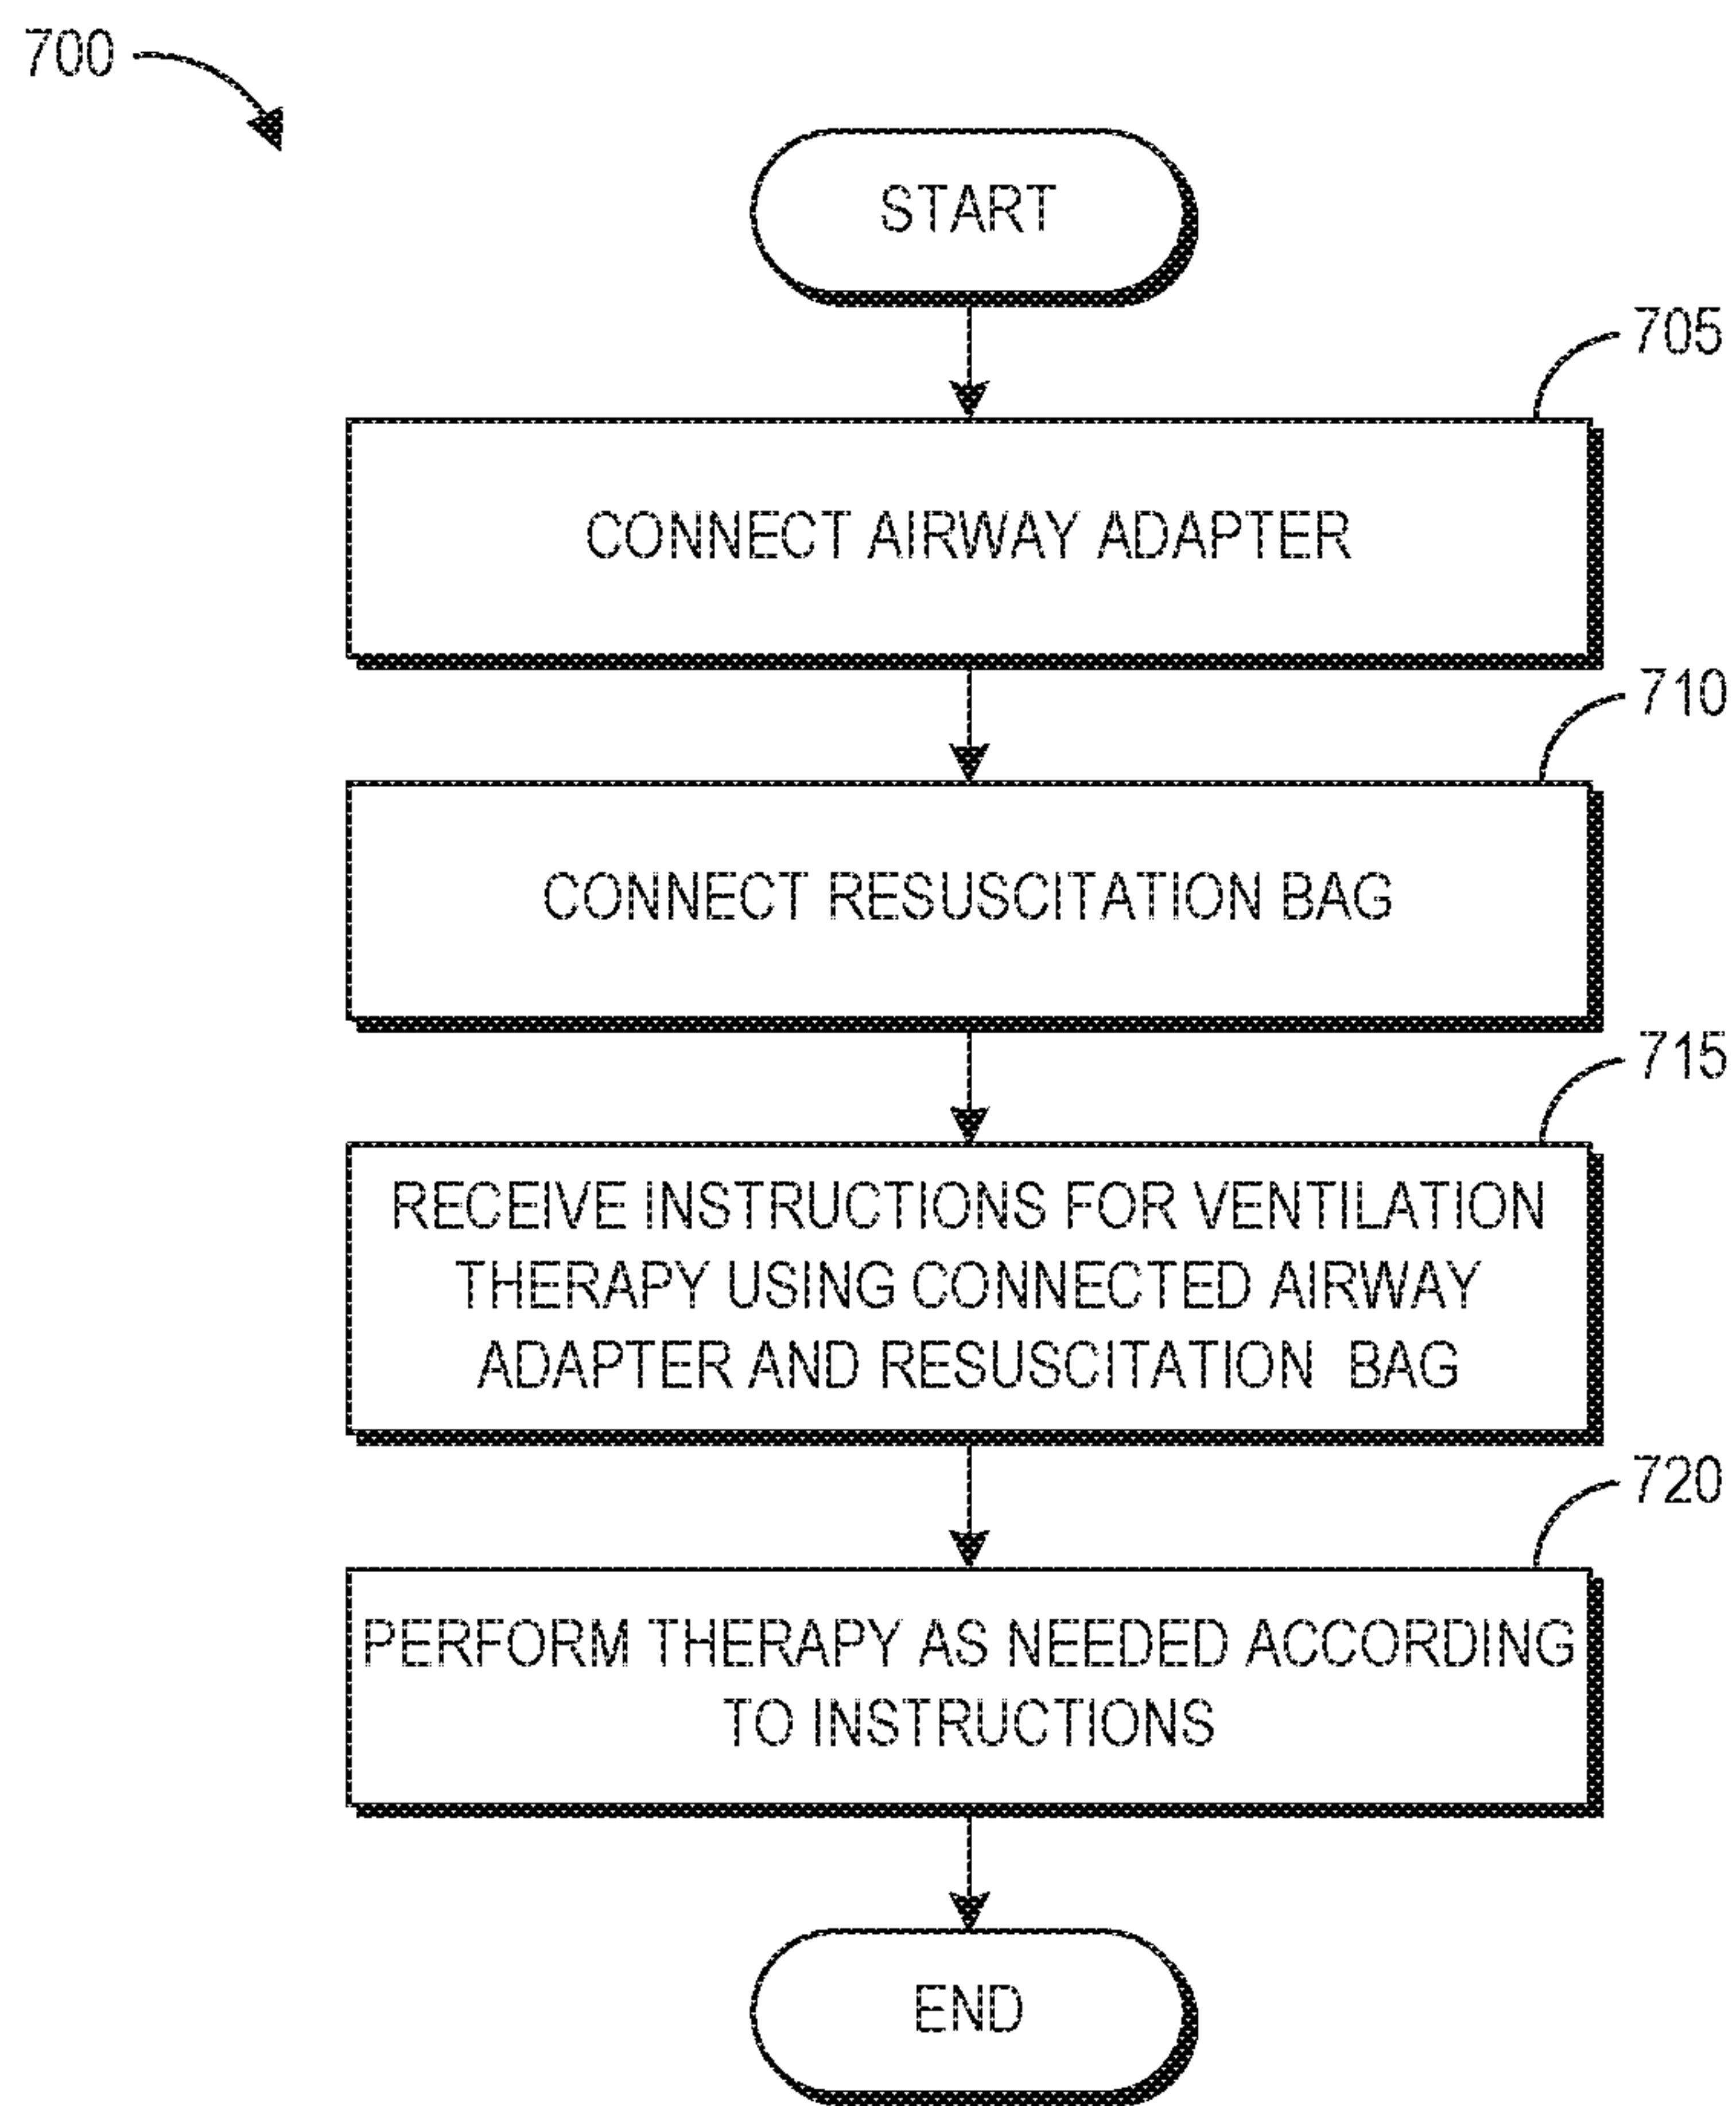 700
START
705
CONNECT AIRWAY ADAPTER
710
CONNECT RESUSCITATION BAG
715
RECEIVE INSTRUCTIONS FOR VENTILATION
THERAPY USING CONNECTED AIRWAY
ADAPTER AND RESUSCITATION BAG
720
PERFORM THERAPY AS NEEDED ACCORDING
TO INSTRUCTIONS
END